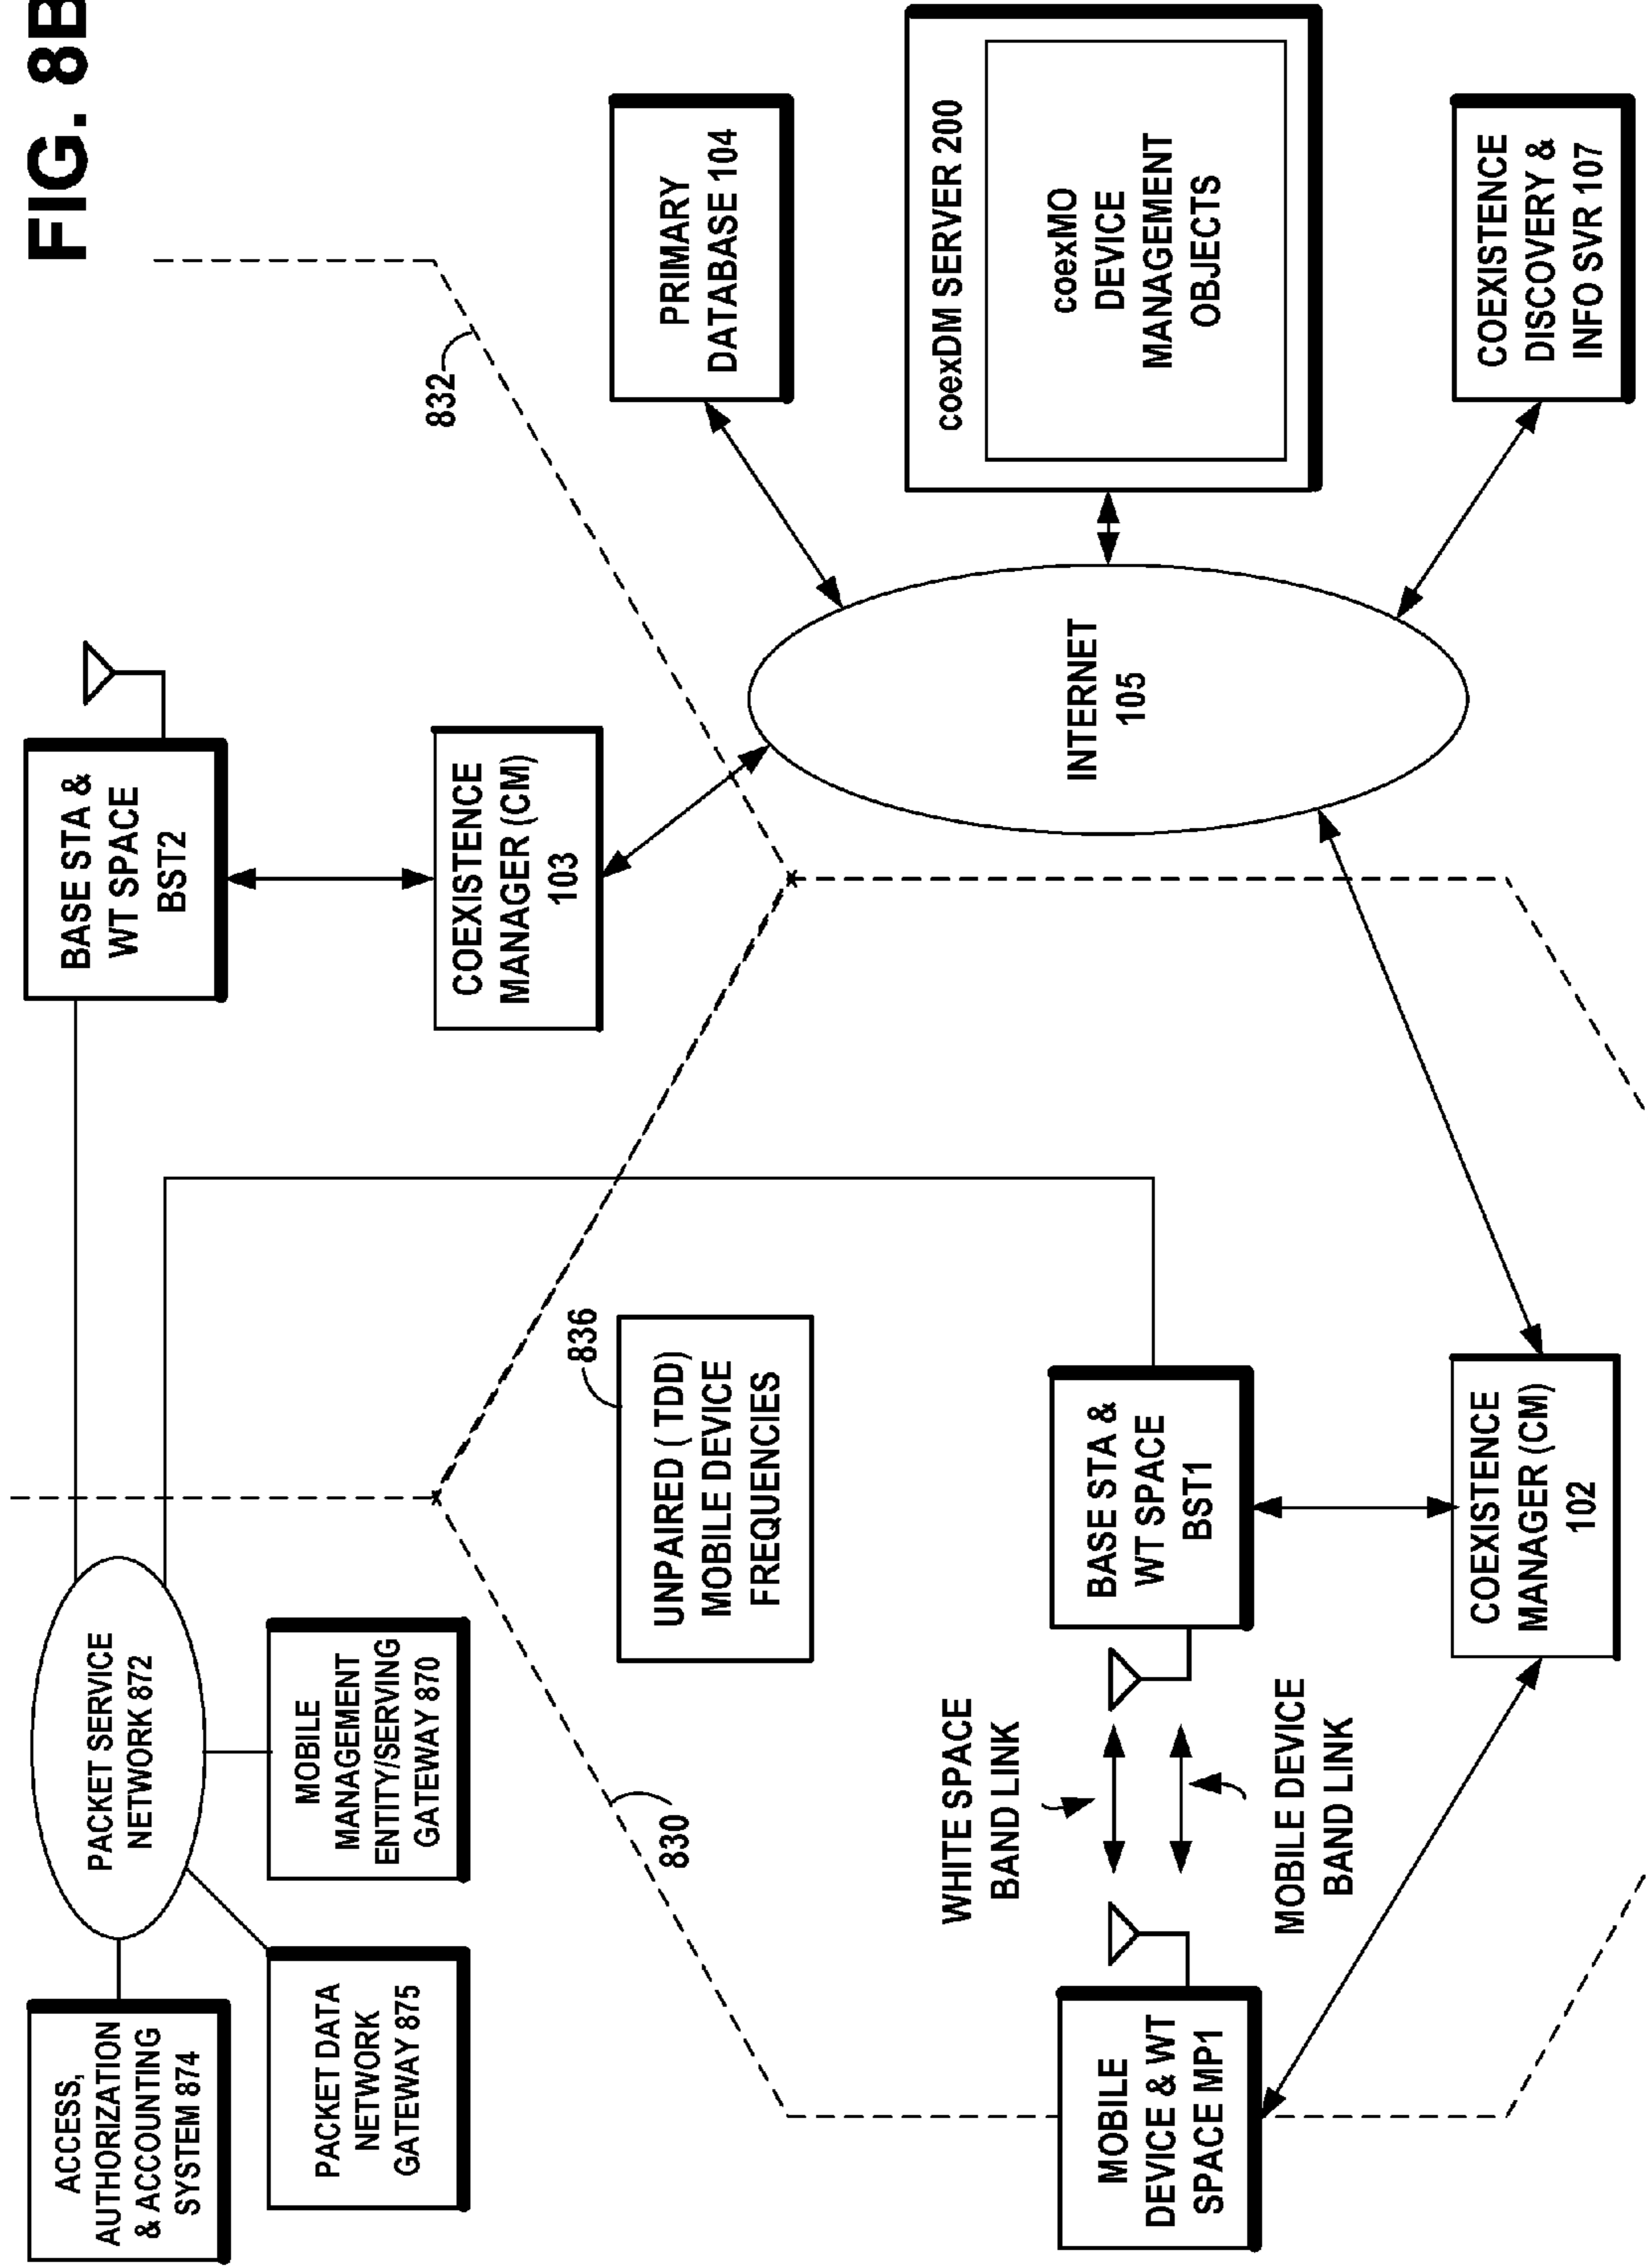 FIG. 8B
ACCESS,
AUTHORIZATION
& ACCOUNTING
SYSTEM 874
PACKET SERVICE
NETWORK 872
PACKET DATA
NETWORK
GATEWAY 875
MOBILE
MANAGEMENT
ENTITY/SERVING
GATEWAY 870
BASE STA &
WT SPACE
BST2
COEXISTENCE
MANAGER (CM)
103
832
830
836
UNPAIRED ( TDD)
MOBILE DEVICE
FREQUENCIES
PRIMARY
DATABASE 104
coexDM SERVER 200
coexMO
DEVICE
MANAGEMENT
OBJECTS
INTERNET
105
WHITE SPACE
BAND LINK
MOBILE DEVICE
BAND LINK
MOBILE
DEVICE & WT
SPACE MP1
BASE STA &
WT SPACE
BST1
COEXISTENCE
MANAGER (CM)
102
COEXISTENCE
DISCOVERY &
INFO SVR 107